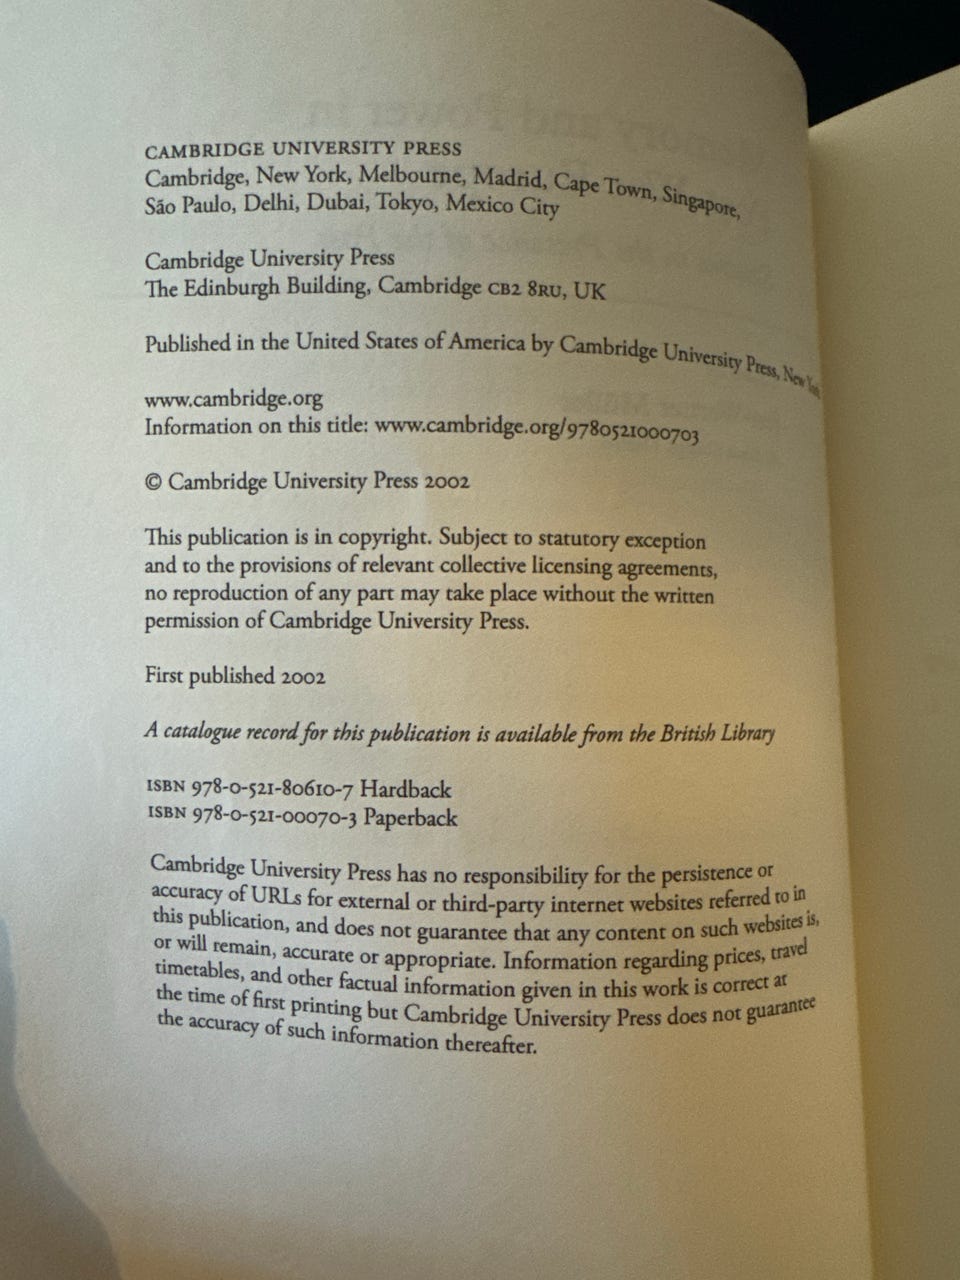 CAMBRIDGE UNIVERSITY PRESS
Cambridge, New York, Melbourne, Madrid, Cape Town, Singapore,
São Paulo, Delhi, Dubai, Tokyo, Mexico City
Cambridge University Press
The Edinburgh Building, Cambridge CB2 8RU, UK
Published in the United States of America by Cambridge University Press, New York
www.cambridge.org
Information on this title: www.cambridge.org/9780521000703
© Cambridge University Press 2002
This publication is in copyright. Subject to statutory exception
and to the provisions of relevant collective licensing agreements,
no reproduction of any part may take place without the written
permission of Cambridge University Press.
First published 2002
A catalogue record for this publication is available from the British Library
ISBN 978-0-521-80610-7 Hardback
ISBN 978-0-521-00070-3 Paperback
Cambridge University Press has no responsibility for the persistence or
accuracy of URLs for external or third-party internet websites referred to in
this publication, and does not guarantee that any content on such websites is,
or will remain, accurate or appropriate. Information regarding prices, travel
timetables, and other factual information given in this work is correct at
the time of first printing but Cambridge University Press does not guarantee
the accuracy of such information thereafter.